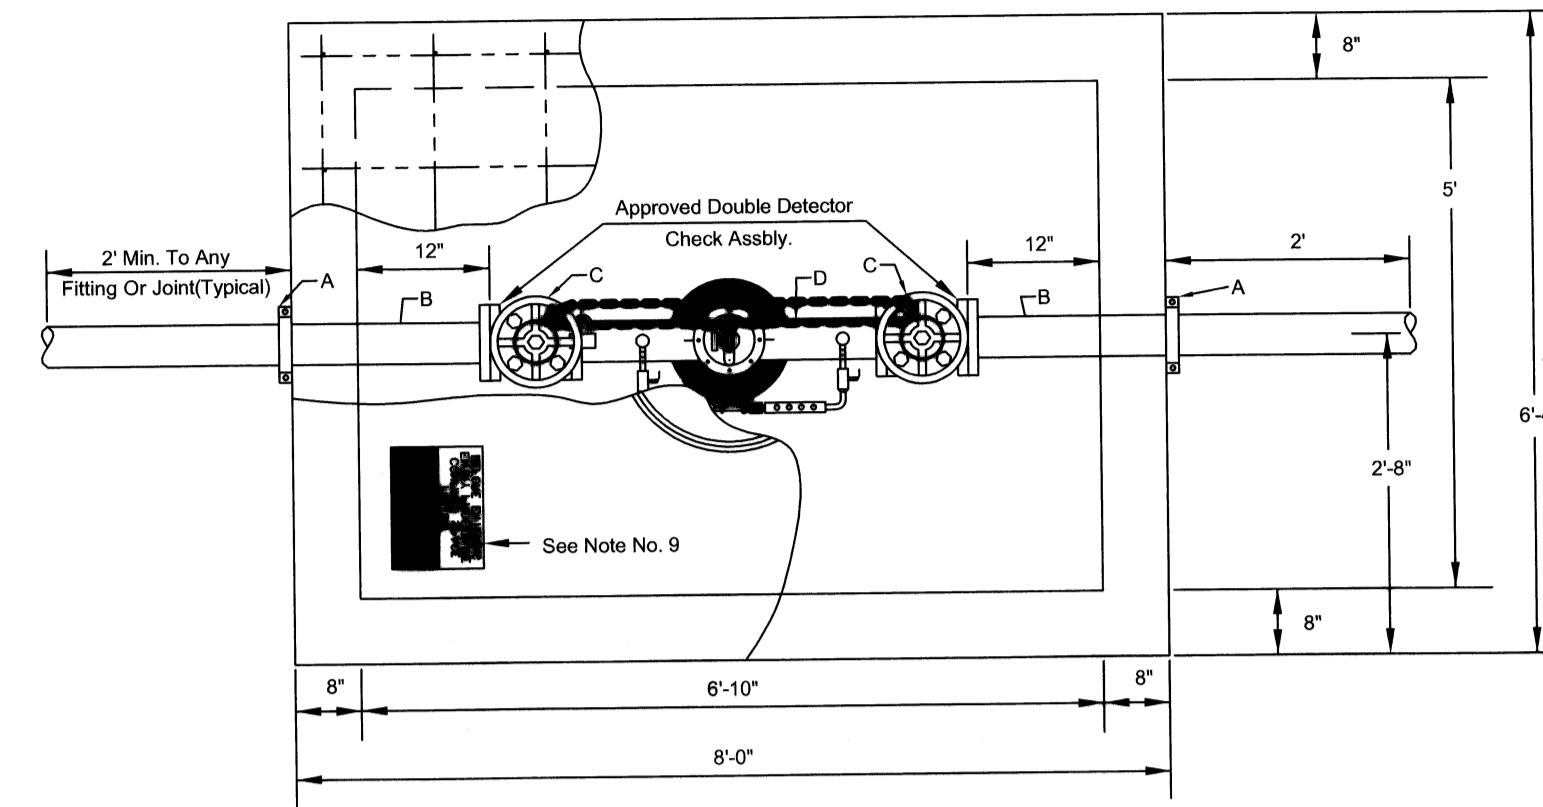 8"
5'
Approved Double Detector
Check Assbly.
2' Min. To Any
Fitting Or Joint(Typical)
12"
12"
2'
A
B
C
D
C
B
A
6'-
2'-8"
See Note No. 9
8"
8"
6'-10"
8"
8'-0"